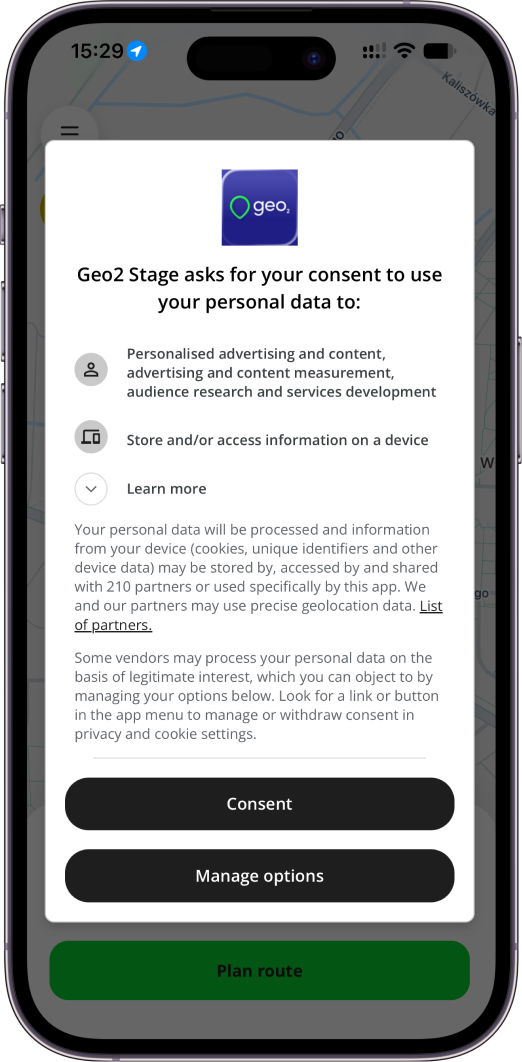 15:29
Kaliszówka
geo2
Geo2 Stage asks for your consent to use
your personal data to:
Personalised advertising and content,
advertising and content measurement,
audience research and services development
Store and/or access information on a device
Learn more
Your personal data will be processed and information
from your device (cookies, unique identifiers and other
device data) may be stored by, accessed by and shared
with 210 partners or used specifically by this app. We
and our partners may use precise geolocation data. List
of partners.
Some vendors may process your personal data on the
basis of legitimate interest, which you can object to by
managing your options below. Look for a link or button
in the app menu to manage or withdraw consent in
privacy and cookie settings.
Consent
Manage options
Plan route